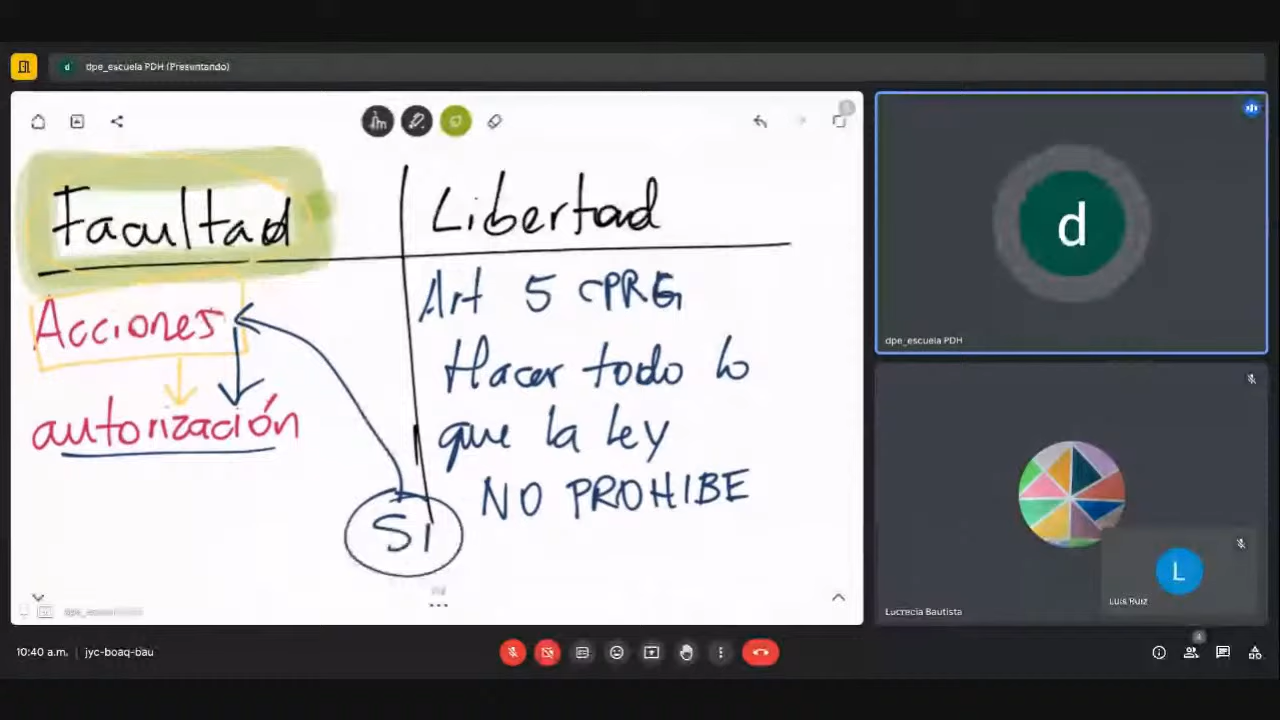 dpe_escuela PDH (Presentando)
Facultad
Libertad
Acciones
autorización
Art 5 CPRG
Hacer todo lo
que la ley
NO PROHIBE
SI
d
dpe_escuela PDH
Lucrecia Bautista
L
Luis Ruiz
10:40 a.m. | jyc-boaq-bau
4